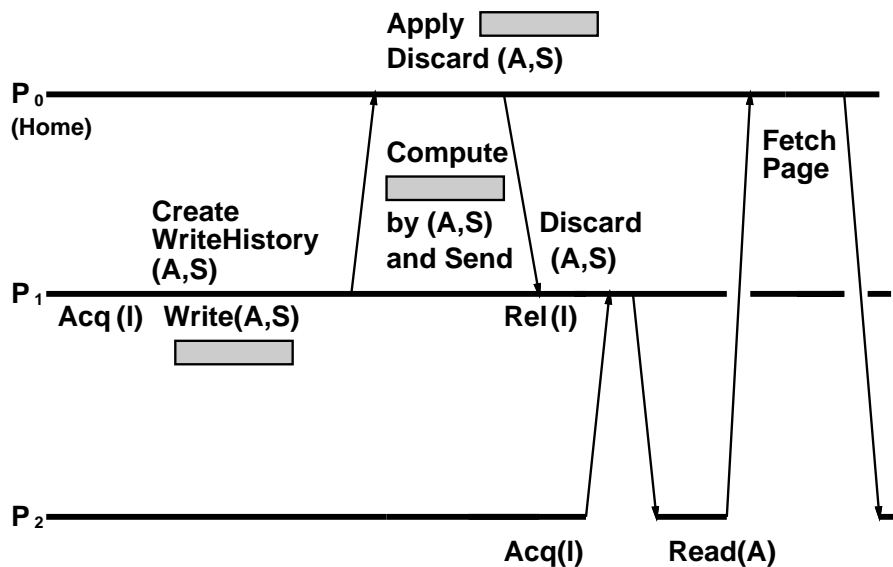 Apply
Discard (A,S)
P0
(Home)
Compute
by (A,S)
and Send
Fetch
Page
Create
WriteHistory
(A,S)
Discard
(A,S)
P1
Acq (l)
Write(A,S)
Rel (l)
P2
Acq(l)
Read(A)